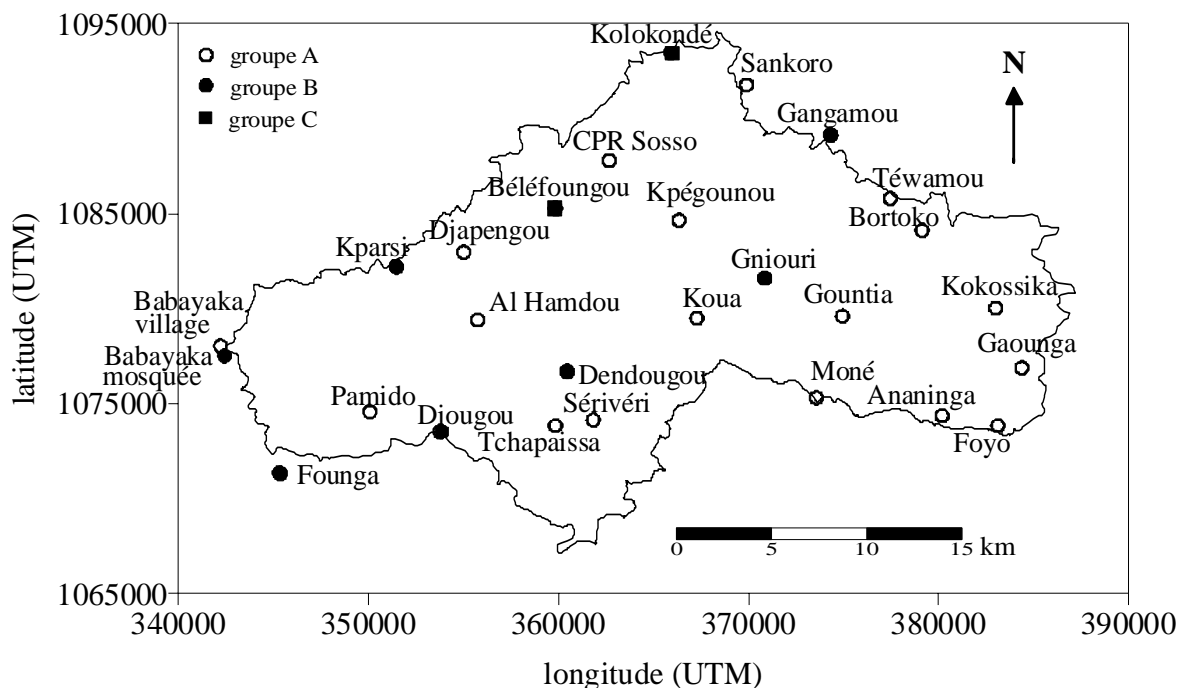 1095000
Kolokondé
groupe A
Sankoro
N
groupe B
Gangamou
groupe C
CPR Sosso
Béléfoungou
Kpégounou
Téwamou
1085000
Bortoko
Djapengou
Kparsi
Gniouri
Kokossika
Babayaka
village
Al Hamdou
Koua
Gountia
Gaounga
Babayaka
mosquée
Dendougou
Moné
Pamido
Sérivéri
Ananinga
1075000
Djougou
Tchapaissa
Foyo
Founga
0 5 10 15 km
1065000
340000 350000 360000 370000 380000 390000
longitude (UTM)
latitude (UTM)